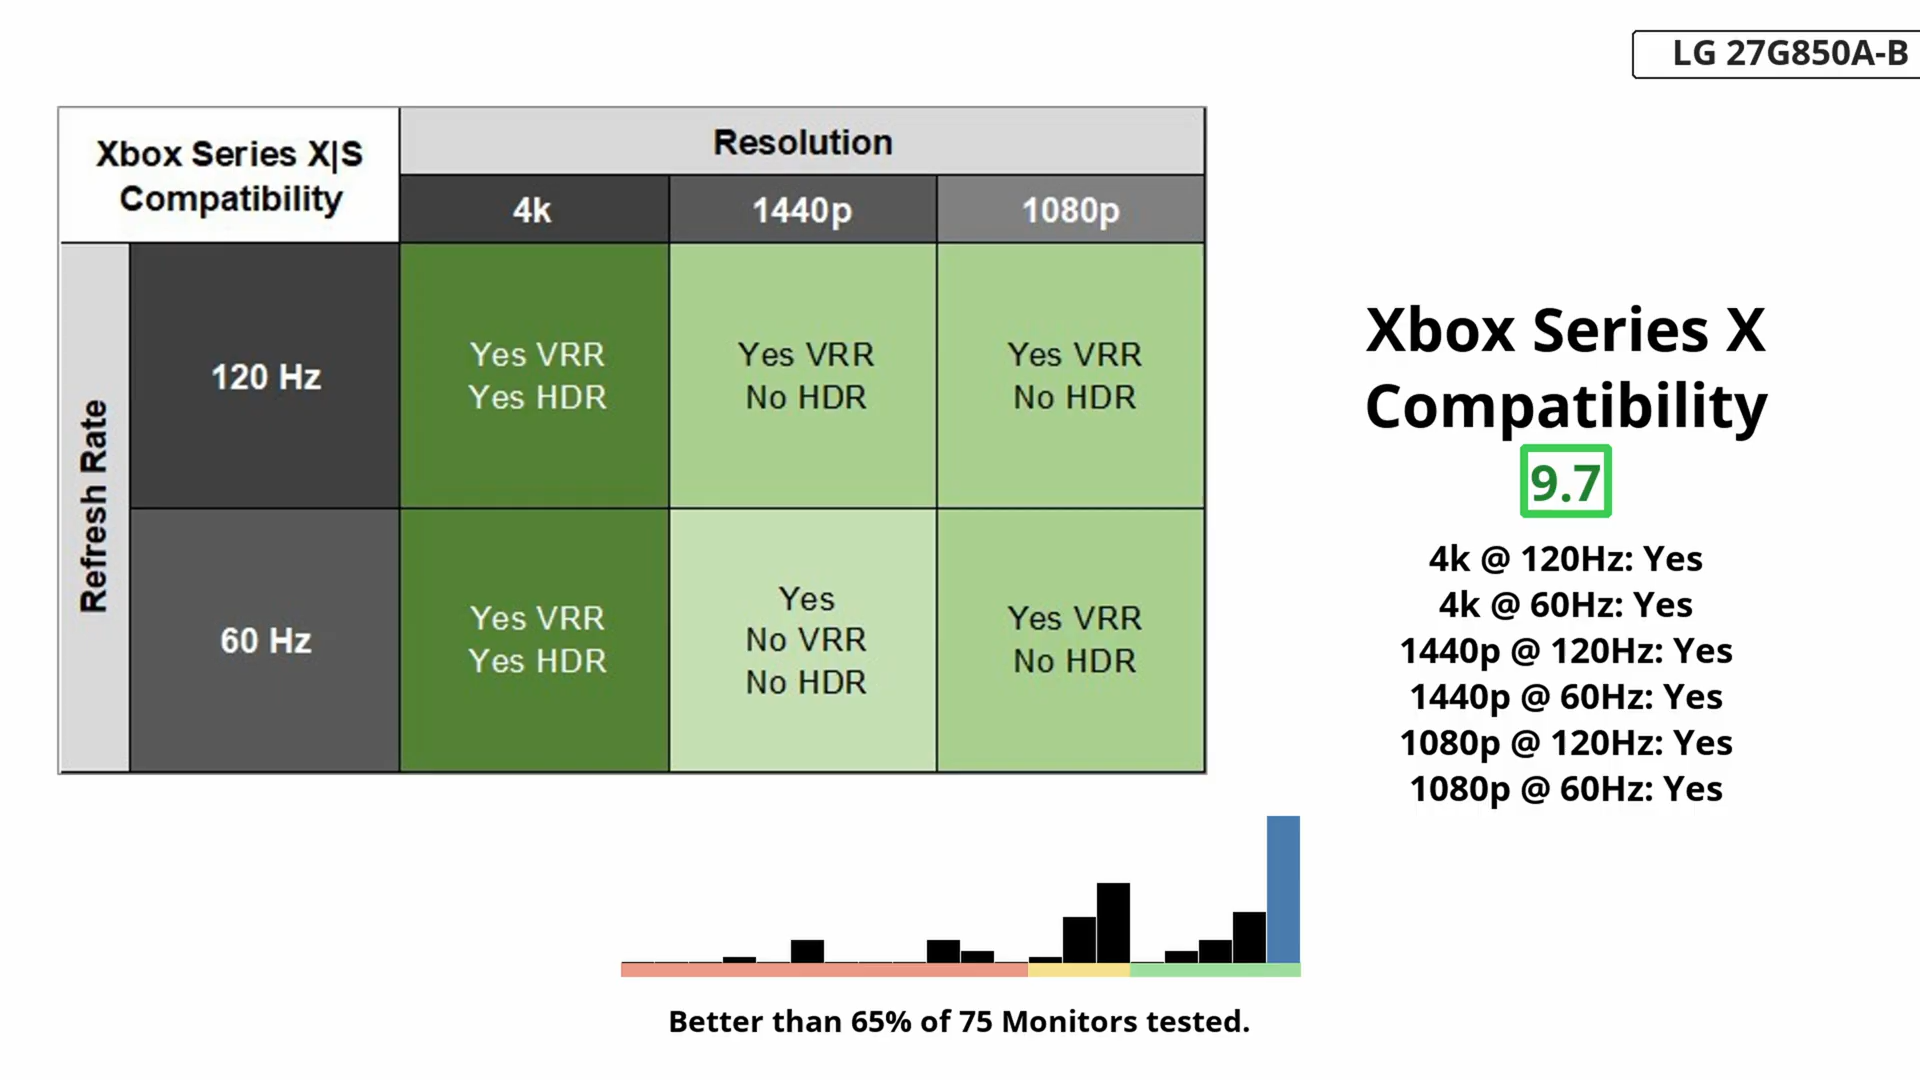 LG 27G850A-B
Xbox Series X|S
Compatibility
Resolution
4k
1440p
1080p
Refresh Rate
120 Hz
Yes VRR
Yes HDR
Yes VRR
No HDR
Yes VRR
No HDR
60 Hz
Yes VRR
Yes HDR
Yes
No VRR
No HDR
Yes VRR
No HDR
Xbox Series X
Compatibility
9.7
4k @ 120Hz: Yes
4k @ 60Hz: Yes
1440p @ 120Hz: Yes
1440p @ 60Hz: Yes
1080p @ 120Hz: Yes
1080p @ 60Hz: Yes
Better than 65% of 75 Monitors tested.